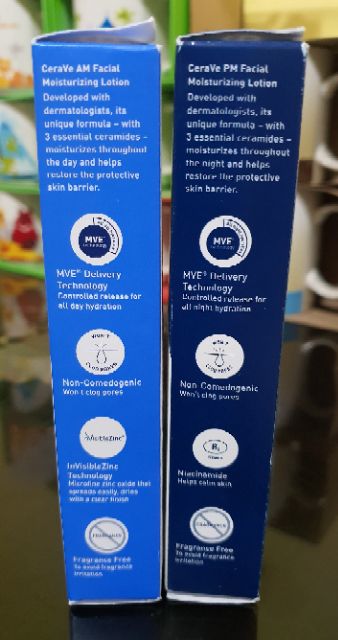 CeraVe AM Facial
Moisturizing Lotion
Developed with
dermatologists, its
unique formula – with
3 essential ceramides –
moisturizes throughout
the day and helps
restore the protective
skin barrier.
MVE
MVE® Delivery
Technology
Controlled release for
all day hydration
Non-Comedogenic
Won't clog pores
InVisibleZinc™
InVisibleZinc
Technology
Microfine zinc oxide that
spreads easily, dries
with a clear finish
Fragrance Free
To avoid fragrance
irritation
CeraVe PM Facial
Moisturizing Lotion
Developed with
dermatologists, its
unique formula – with
3 essential ceramides –
moisturizes throughout
the night and helps
restore the protective
skin barrier.
MVE
MVE® Delivery
Technology
Controlled release for
all night hydration
Non-Comedogenic
Won't clog pores
Niacinamide
Helps calm skin
FRAGRANCE
Fragrance Free
To avoid fragrance
irritation